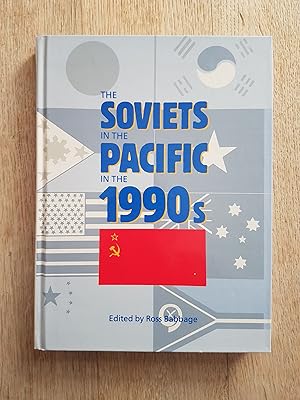 THE
SOVIETS
IN THE
PACIFIC
IN THE
1990s
Edited by Ross Babbage